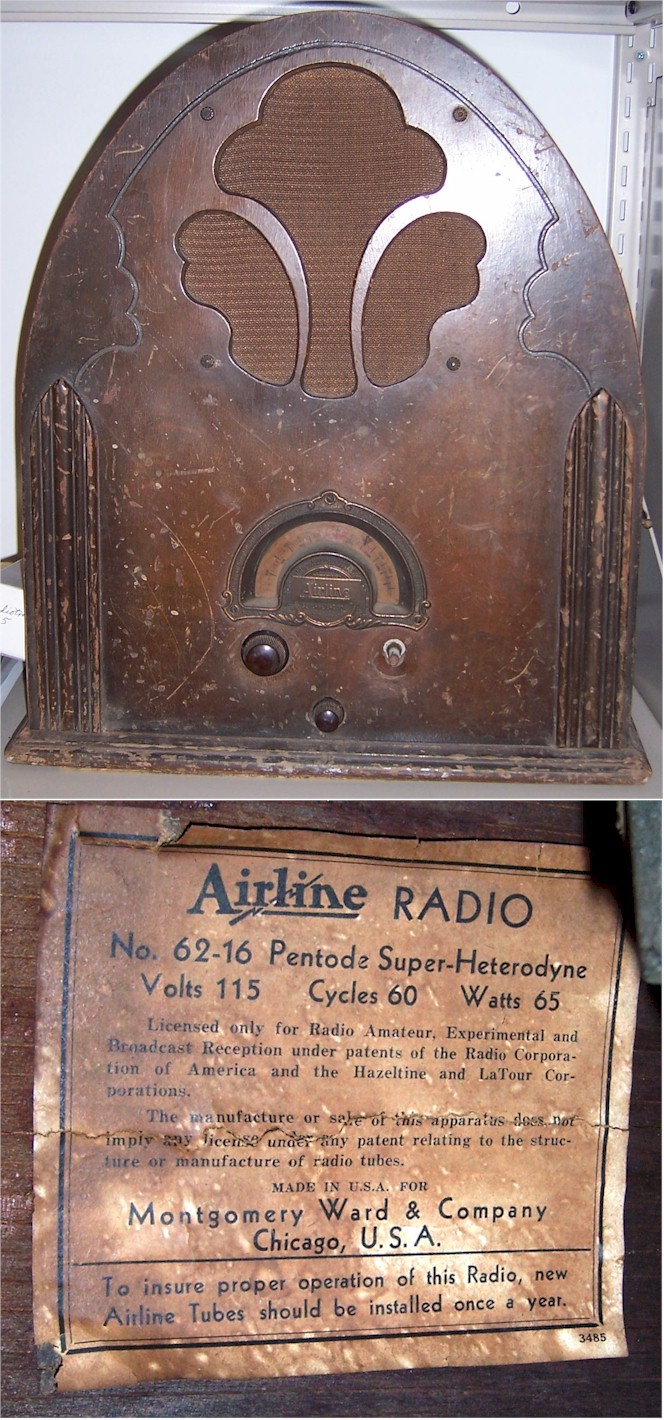 Airline
Airline RADIO
No. 62-16 Pentode Super-Heterodyne
Volts 115 Cycles 60 Watts 65
Licensed only for Radio Amateur, Experimental and
Broadcast Reception under patents of the Radio Corpora-
tion of America and the Hazeltine and LaTour Cor-
porations.
The manufacture or sale of this apparatus does not
imply any license under any patent relating to the struc-
ture or manufacture of radio tubes.
MADE IN U.S.A. FOR
Montgomery Ward & Company
Chicago, U.S.A.
To insure proper operation of this Radio, new
Airline Tubes should be installed once a year.
3485